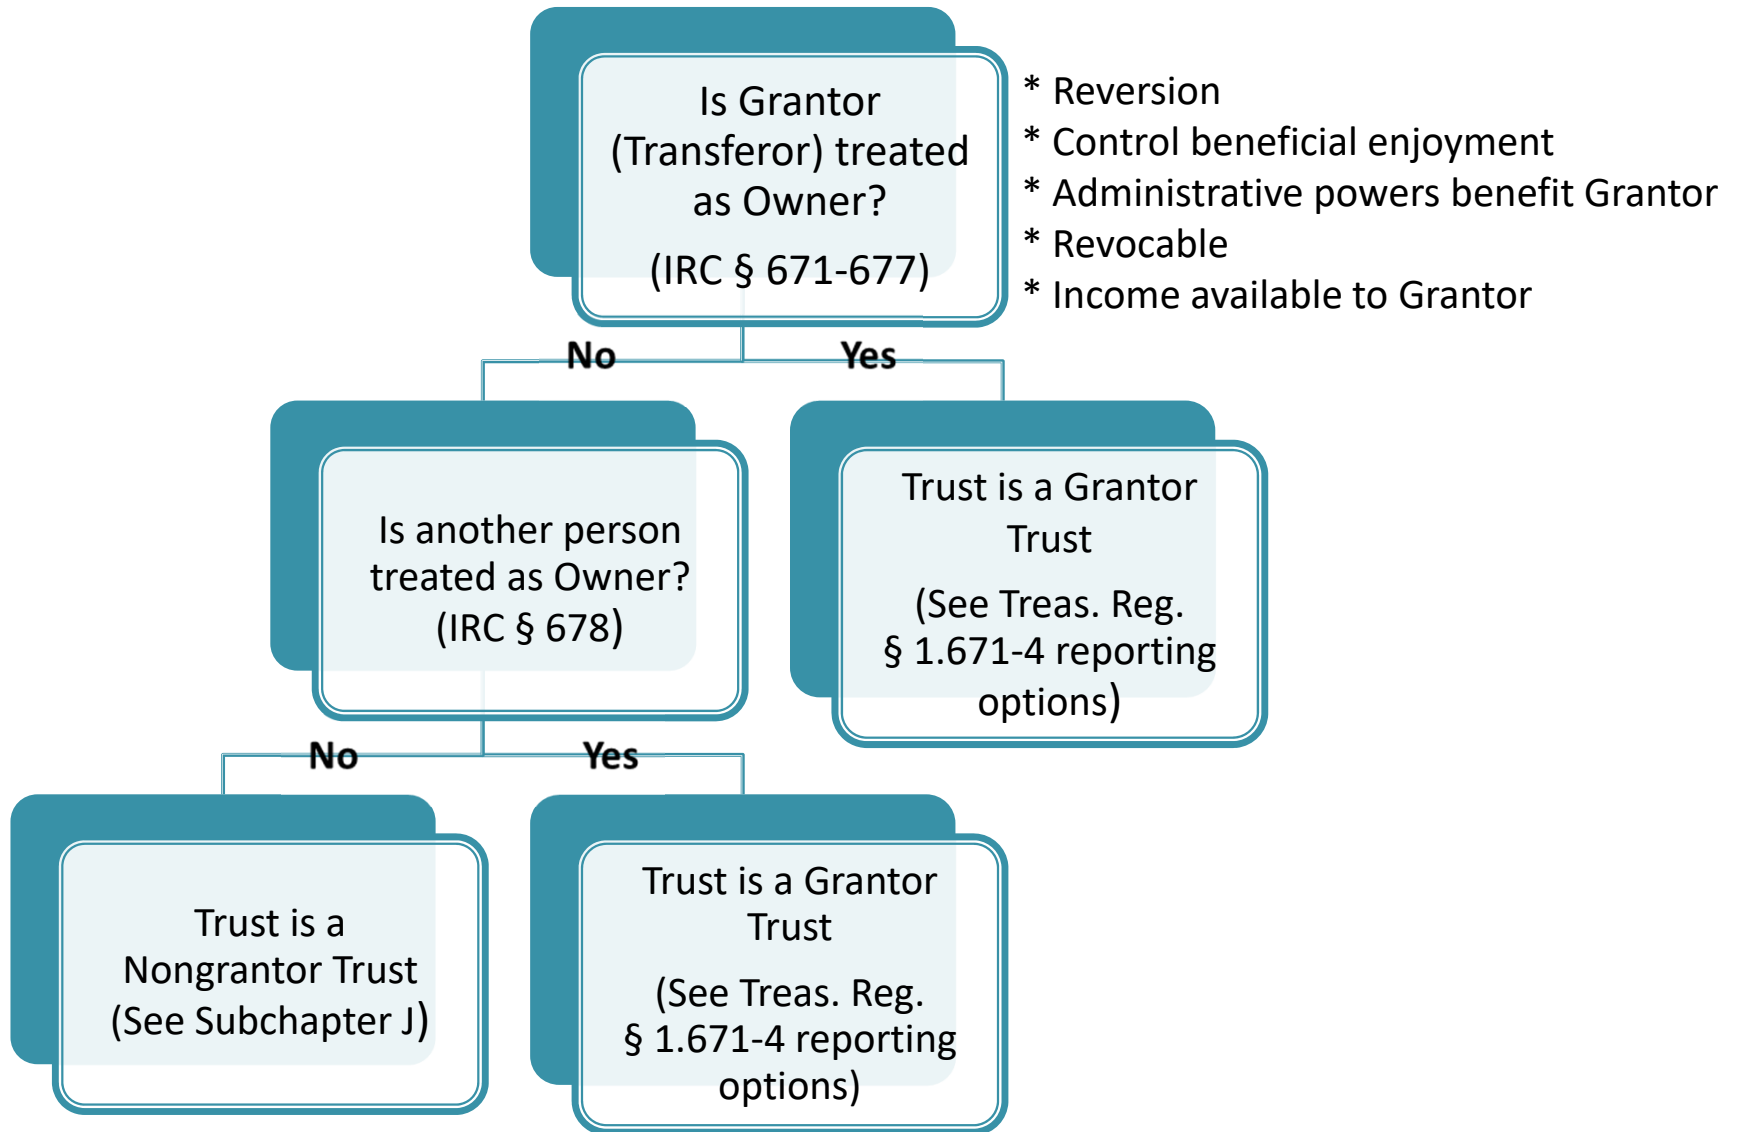 Is Grantor
(Transferor) treated
as Owner?
(IRC § 671-677)
* Reversion
* Control beneficial enjoyment
* Administrative powers benefit Grantor
* Revocable
* Income available to Grantor
No
Yes
Is another person
treated as Owner?
(IRC § 678)
Trust is a Grantor
Trust
(See Treas. Reg.
§ 1.671-4 reporting
options)
No
Yes
Trust is a
Nongrantor Trust
(See Subchapter J)
Trust is a Grantor
Trust
(See Treas. Reg.
§ 1.671-4 reporting
options)